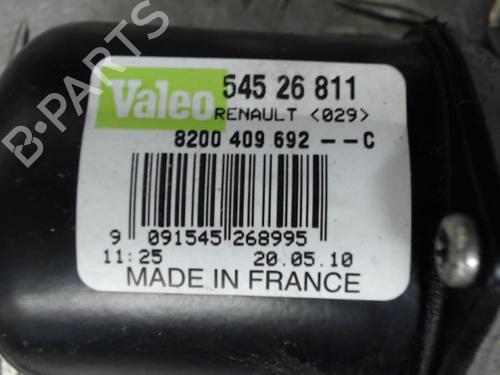 B-PARTS
Valeo
545 26 811
RENAULT <029>
8200 409 692 --C
9 091545 268995
11:25 20.05.10
MADE IN FRANCE